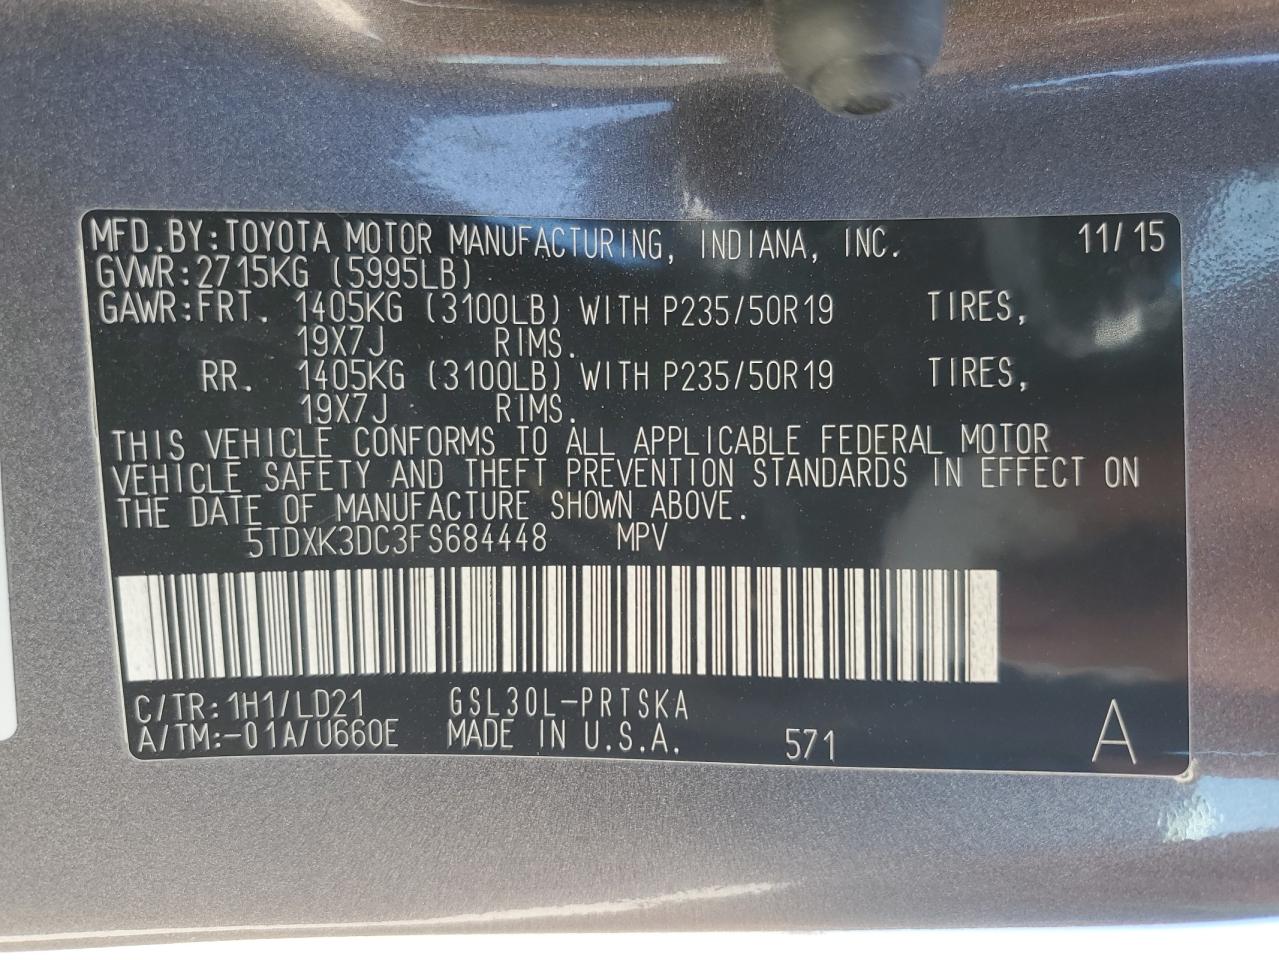 MFD.BY:TOYOTA MOTOR MANUFACTURING, INDIANA, INC. 11/15
GVWR:2715KG (5995LB)
GAWR:FRT. 1405KG (3100LB) WITH P235/50R19 TIRES,
19X7J RIMS.
RR. 1405KG (3100LB) WITH P235/50R19 TIRES,
19X7J RIMS.
THIS VEHICLE CONFORMS TO ALL APPLICABLE FEDERAL MOTOR
VEHICLE SAFETY AND THEFT PREVENTION STANDARDS IN EFFECT ON
THE DATE OF MANUFACTURE SHOWN ABOVE.
5TDXK3DC3FS684448 MPV
C/TR:1H1/LD21 GSL30L-PRTSKA
A/TM:-01A/U660E MADE IN U.S.A. 571 A